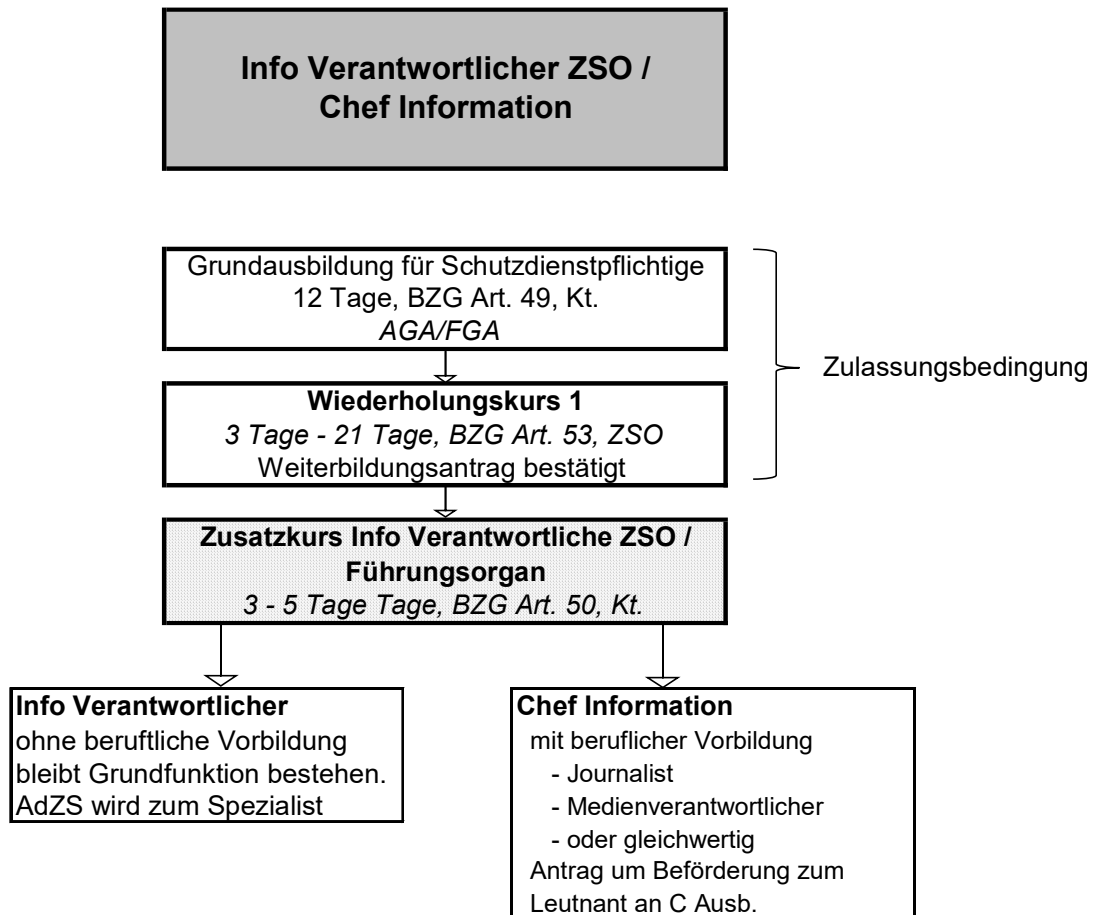 Info Verantwortlicher ZSO /
Chef Information
Grundausbildung für Schutzdienstpflichtige
12 Tage, BZG Art. 49, Kt.
AGA/FGA
Zulassungsbedingung
Wiederholungskurs 1
3 Tage - 21 Tage, BZG Art. 53, ZSO
Weiterbildungsantrag bestätigt
Zusatzkurs Info Verantwortliche ZSO /
Führungsorgan
3 - 5 Tage Tage, BZG Art. 50, Kt.
Info Verantwortlicher
ohne beruftliche Vorbildung
bleibt Grundfunktion bestehen.
AdZS wird zum Spezialist
Chef Information
mit beruflicher Vorbildung
- Journalist
- Medienverantwortlicher
- oder gleichwertig
Antrag um Beförderung zum
Leutnant an C Ausb.